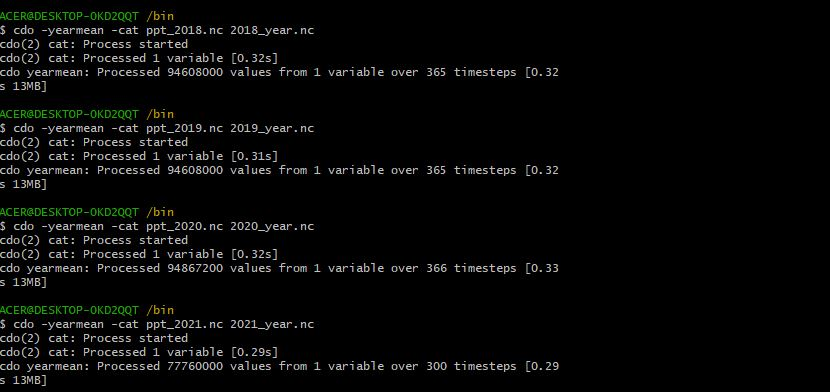 ACER@DESKTOP-OKD2QQT /bin
$ cdo -yearmean -cat ppt_2018.nc 2018_year.nc
cdo(2) cat: Process started
cdo(2) cat: Processed 1 variable [0.32s]
cdo yearmean: Processed 94608000 values from 1 variable over 365 timesteps [0.32
s 13MB]
ACER@DESKTOP-OKD2QQT /bin
$ cdo -yearmean -cat ppt_2019.nc 2019_year.nc
cdo(2) cat: Process started
cdo(2) cat: Processed 1 variable [0.31s]
cdo yearmean: Processed 94608000 values from 1 variable over 365 timesteps [0.32
s 13MB]
ACER@DESKTOP-OKD2QQT /bin
$ cdo -yearmean -cat ppt_2020.nc 2020_year.nc
cdo(2) cat: Process started
cdo(2) cat: Processed 1 variable [0.32s]
cdo yearmean: Processed 94867200 values from 1 variable over 366 timesteps [0.33
s 13MB]
ACER@DESKTOP-OKD2QQT /bin
$ cdo -yearmean -cat ppt_2021.nc 2021_year.nc
cdo(2) cat: Process started
cdo(2) cat: Processed 1 variable [0.29s]
cdo yearmean: Processed 77760000 values from 1 variable over 300 timesteps [0.29
s 13MB]